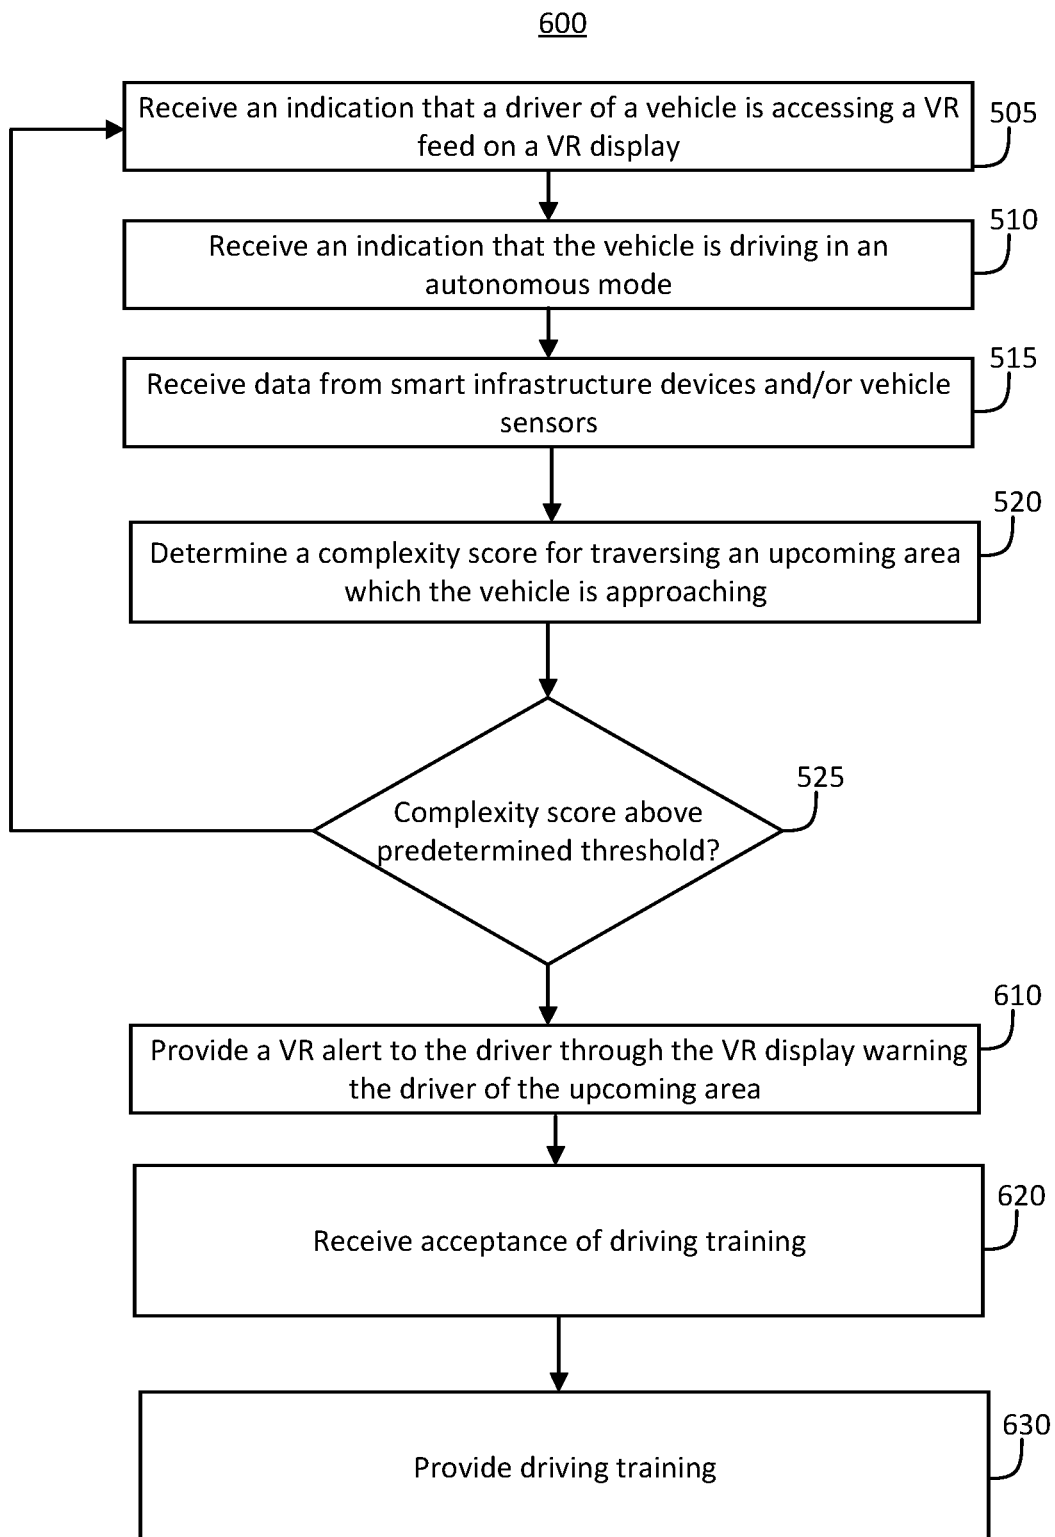 600
Receive an indication that a driver of a vehicle is accessing a VR
feed on a VR display
505
Receive an indication that the vehicle is driving in an
autonomous mode
510
Receive data from smart infrastructure devices and/or vehicle
sensors
515
Determine a complexity score for traversing an upcoming area
which the vehicle is approaching
520
Complexity score above
predetermined threshold?
525
Provide a VR alert to the driver through the VR display warning
the driver of the upcoming area
610
Receive acceptance of driving training
620
Provide driving training
630